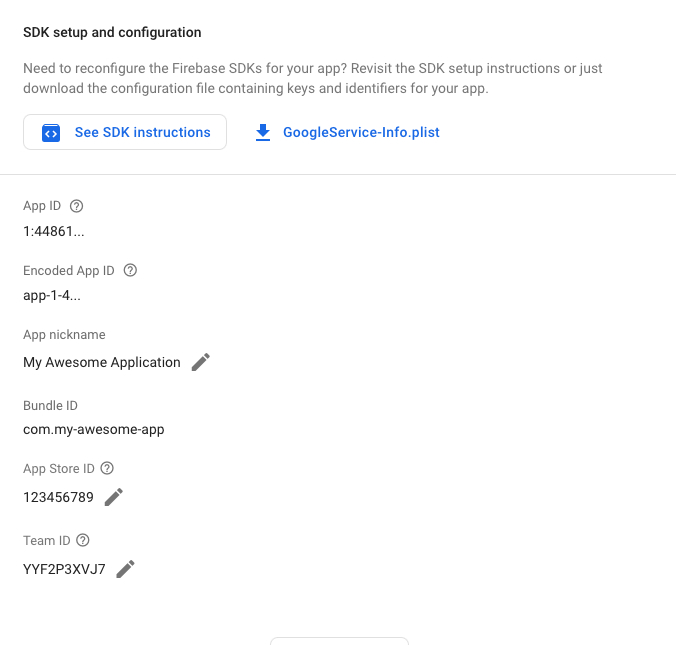 SDK setup and configuration
Need to reconfigure the Firebase SDKs for your app? Revisit the SDK setup instructions or just
download the configuration file containing keys and identifiers for your app.
See SDK instructions
GoogleService-Info.plist
App ID
1:44861...
Encoded App ID
app-1-4...
App nickname
My Awesome Application
Bundle ID
com.my-awesome-app
App Store ID
123456789
Team ID
YYF2P3XVJ7